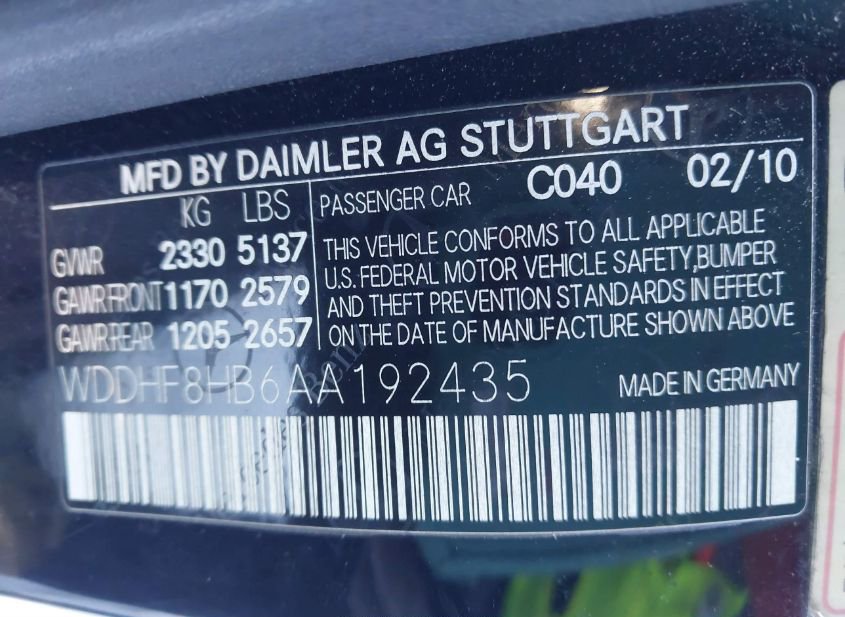 MFD BY DAIMLER AG STUTTGART
KG LBS
GVWR 2330 5137
GAWR FRONT 1170 2579
GAWR REAR 1205 2657
PASSENGER CAR C040 02/10
THIS VEHICLE CONFORMS TO ALL APPLICABLE
U.S. FEDERAL MOTOR VEHICLE SAFETY,BUMPER
AND THEFT PREVENTION STANDARDS IN EFFECT
ON THE DATE OF MANUFACTURE SHOWN ABOVE
WDDHF8HB6AA192435 MADE IN GERMANY